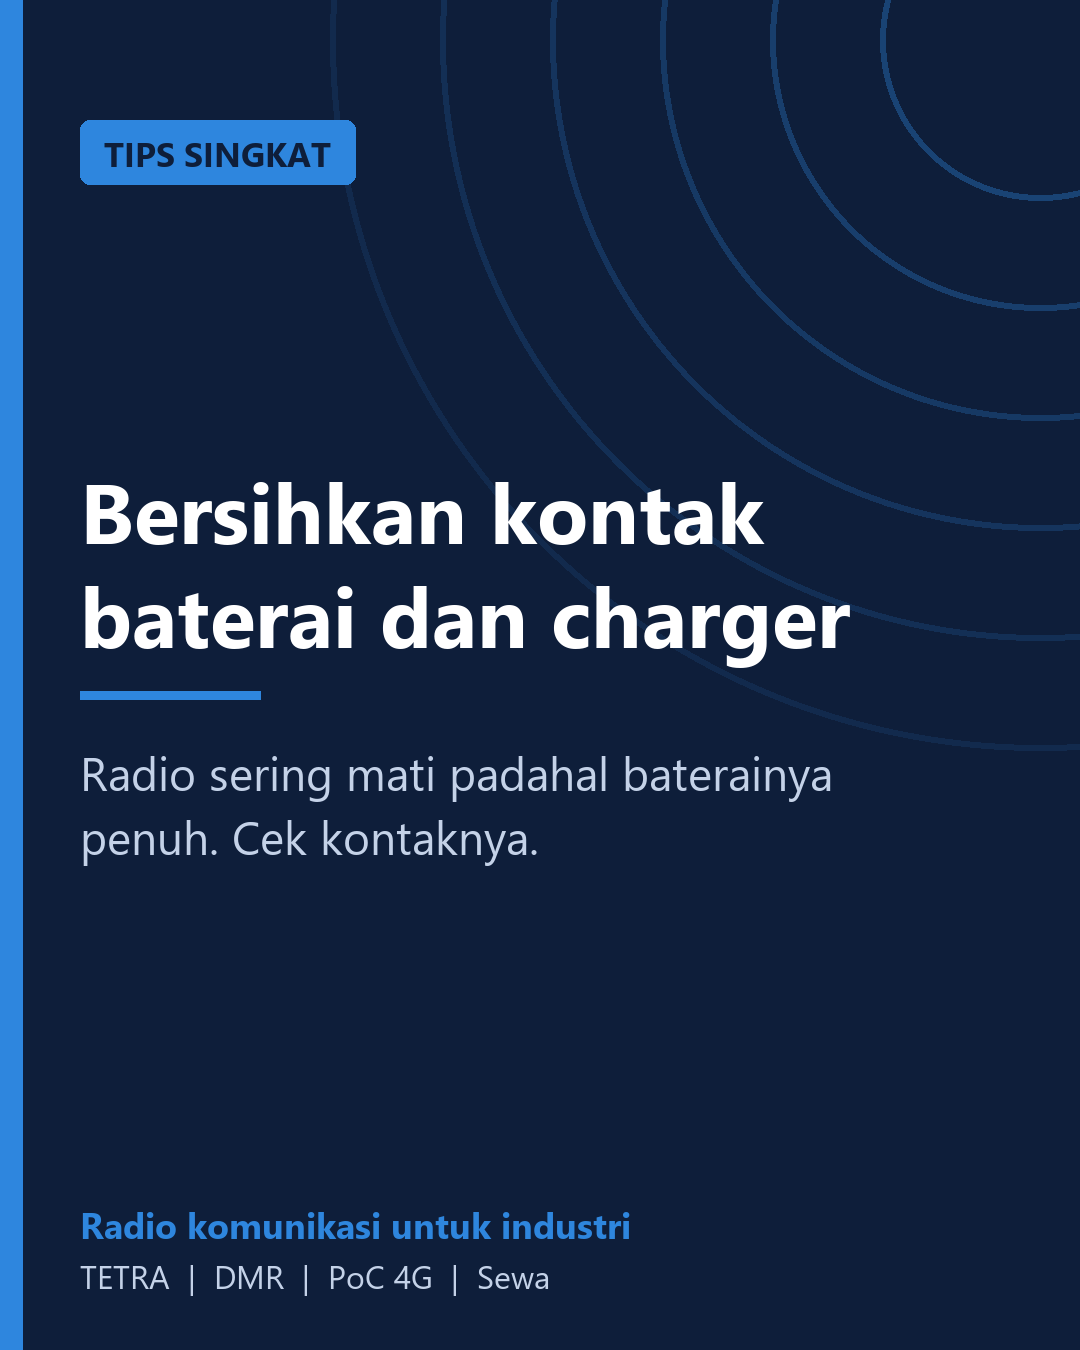 TIPS SINGKAT
Bersihkan kontak
baterai dan charger
Radio sering mati padahal baterainya
penuh. Cek kontaknya.
Radio komunikasi untuk industri
TETRA | DMR | PoC 4G | Sewa